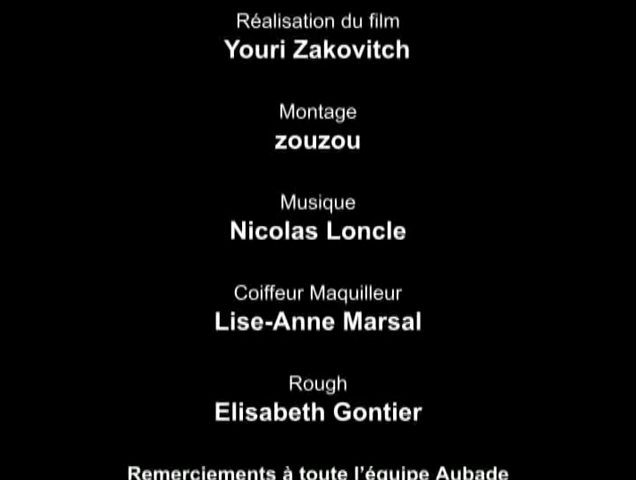 Réalisation du film
Youri Zakovitch
Montage
zouzou
Musique
Nicolas Loncle
Coiffeur Maquilleur
Lise-Anne Marsal
Rough
Elisabeth Gontier
Remerciements à toute l'équipe Aubade